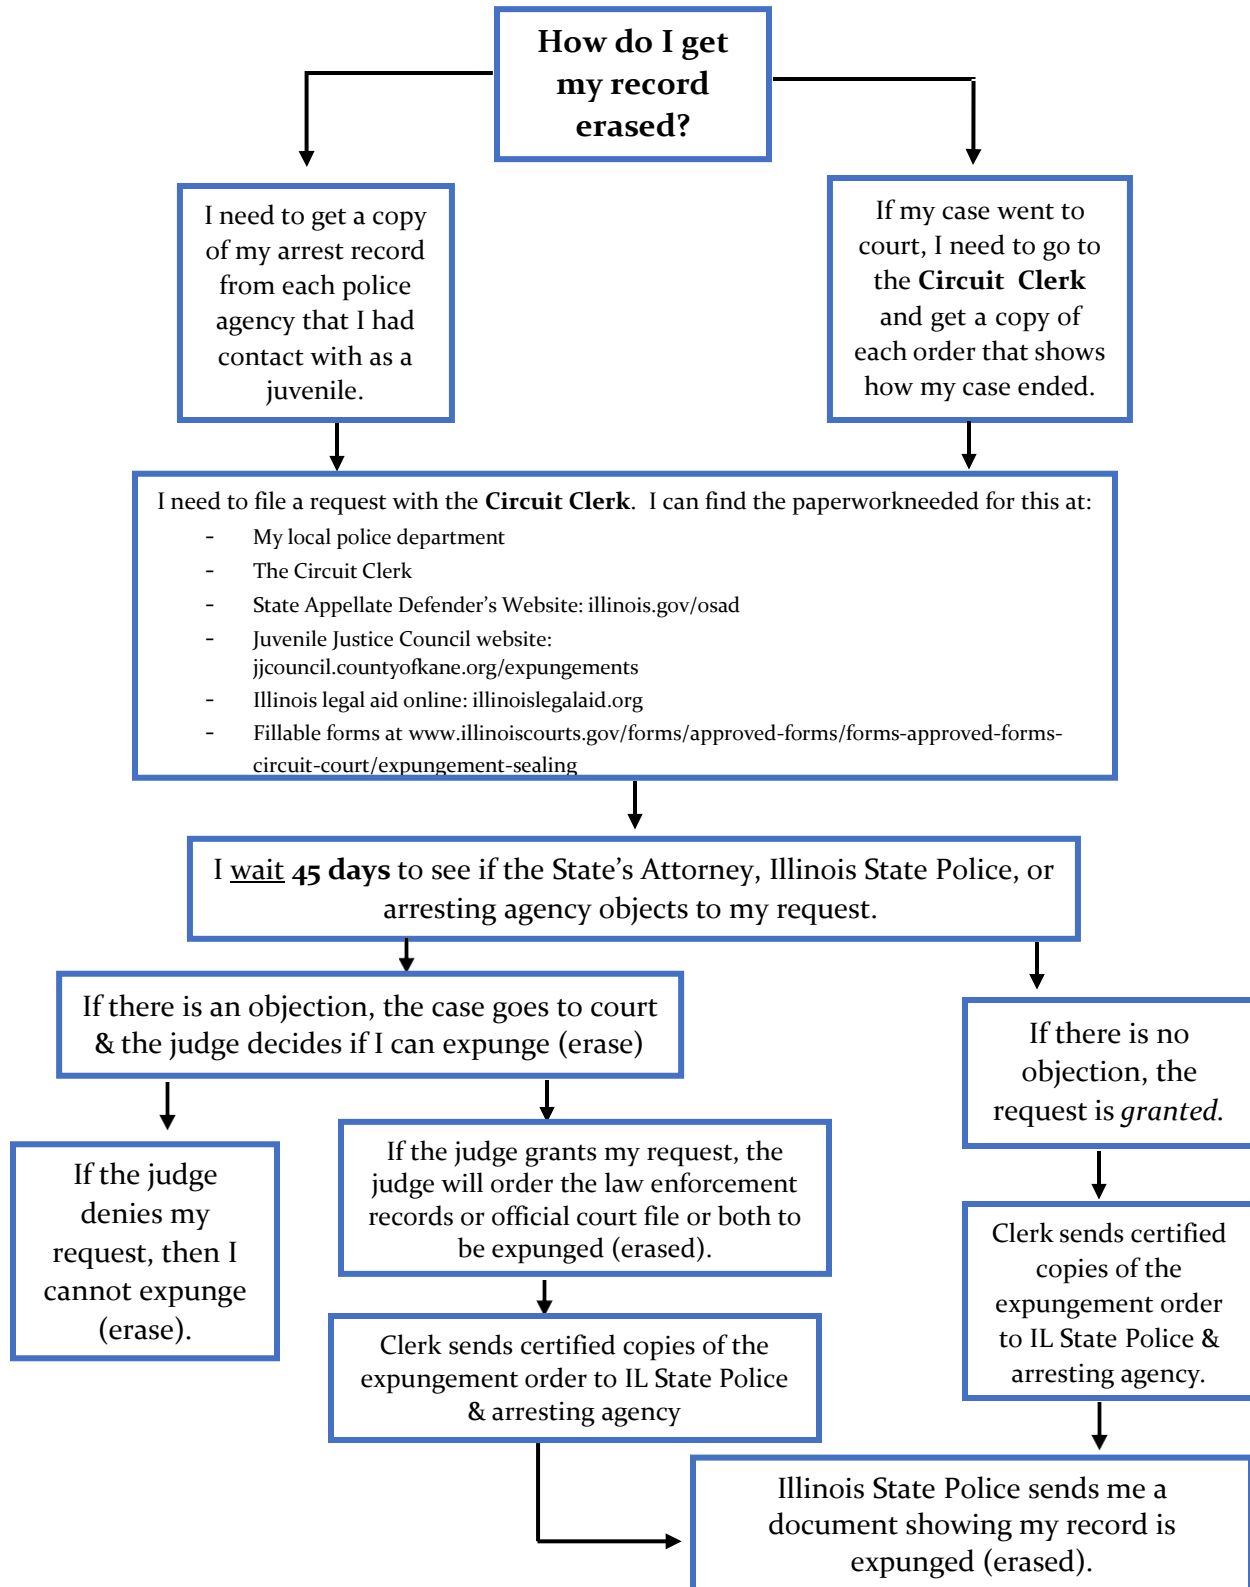 How do I get
my record
erased?
I need to get a copy
of my arrest record
from each police
agency that I had
contact with as a
juvenile.
If my case went to
court, I need to go to
the Circuit Clerk
and get a copy of
each order that shows
how my case ended.
I need to file a request with the Circuit Clerk. I can find the paperworkneeded for this at:
- My local police department
- The Circuit Clerk
- State Appellate Defender's Website: illinois.gov/osad
- Juvenile Justice Council website:
jjcouncil.countyofkane.org/expungements
- Illinois legal aid online: illinoislegalaid.org
- Fillable forms at www.illinoiscourts.gov/forms/approved-forms/forms-approved-forms-
circuit-court/expungement-sealing
I wait 45 days to see if the State's Attorney, Illinois State Police, or
arresting agency objects to my request.
If there is an objection, the case goes to court
& the judge decides if I can expunge (erase)
If there is no
objection, the
request is granted.
If the judge
denies my
request, then I
cannot expunge
(erase).
If the judge grants my request, the
judge will order the law enforcement
records or official court file or both to
be expunged (erased).
Clerk sends certified
copies of the
expungement order
to IL State Police &
arresting agency.
Clerk sends certified copies of the
expungement order to IL State Police
& arresting agency
Illinois State Police sends me a
document showing my record is
expunged (erased).